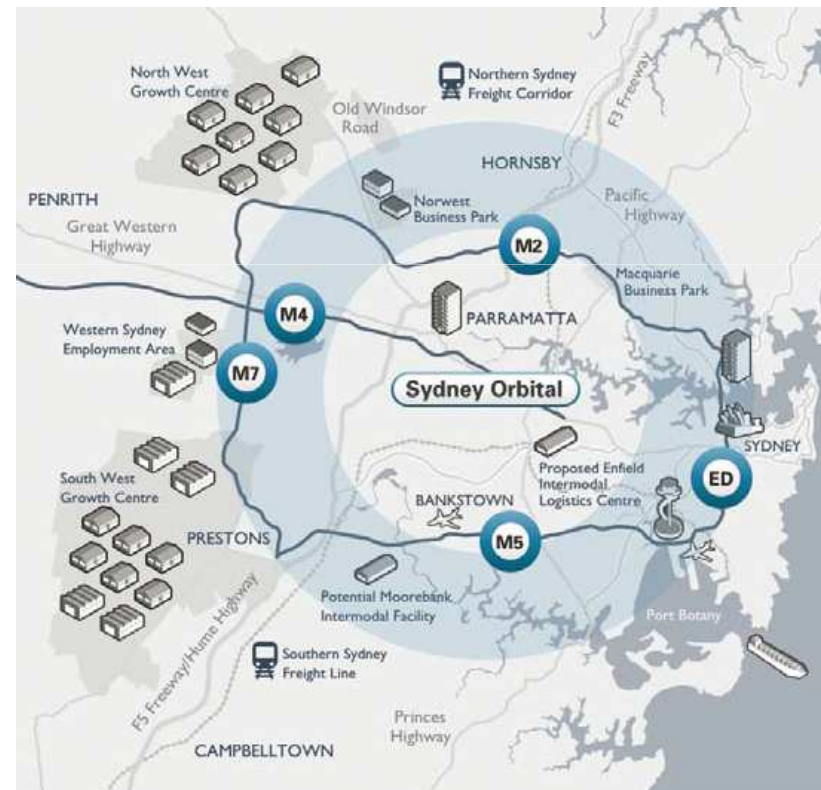 North West
Growth Centre
Northern Sydney
Freight Corridor
Old Windsor
Road
F3 Freeway
HORNSBY
PENRITH
Norwest
Business Park
Pacific
Highway
Great Western
Highway
M2
Macquarie
Business Park
M4
PARRAMATTA
Western Sydney
Employment Area
M7
Sydney Orbital
SYDNEY
Proposed Enfield
Intermodal
Logistics Centre
ED
South West
Growth Centre
BANKSTOWN
PRESTONS
M5
Potential Moorebank
Intermodal Facility
Port Botany
F5 Freeway/Hume Highway
Southern Sydney
Freight Line
Princes
Highway
CAMPBELLTOWN